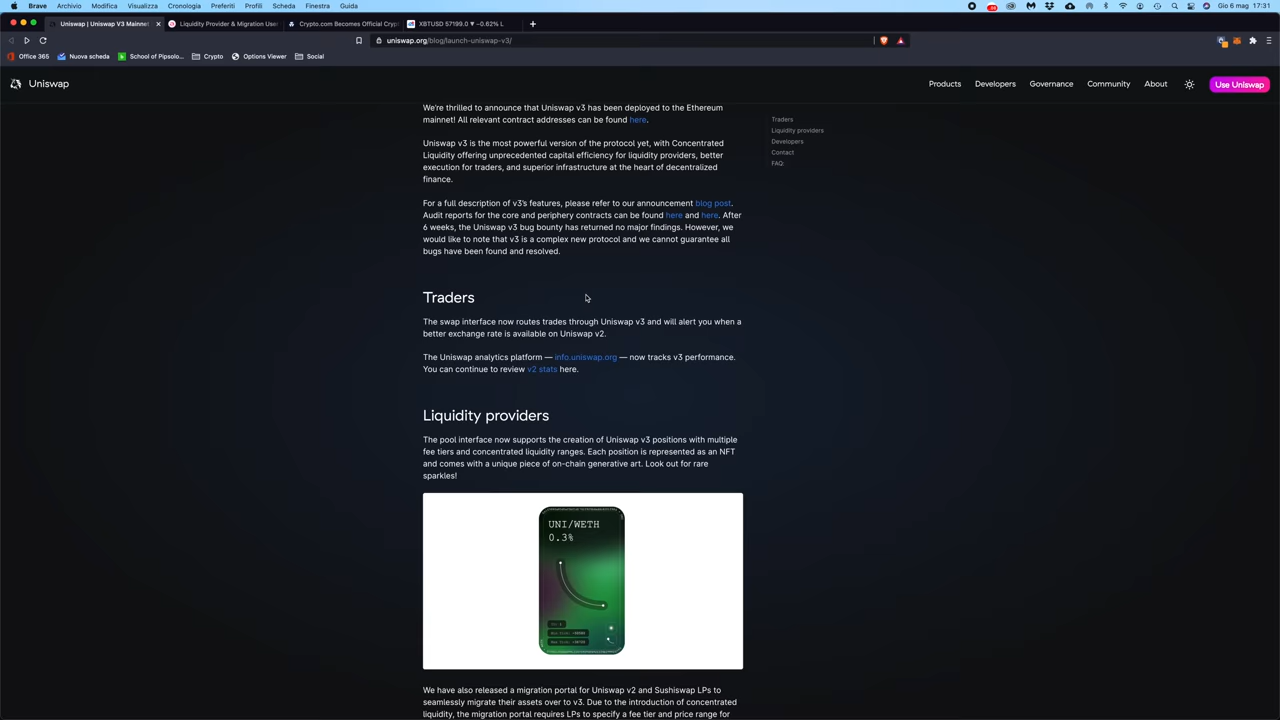 Brave Archivio Modifica Visualizza Cronologia Preferiti Profili Scheda Finestra Guida Gio 6 mag 17:31
Uniswap | Uniswap V3 Mainnet Liquidity Provider & Migration User Crypto.com Becomes Official Cryp XBTUSD 57199.0 ▼ −0.62% L
uniswap.org/blog/launch-uniswap-v3/
Office 365 Nuova scheda School of Pipsolo... Crypto Options Viewer Social
Uniswap Products Developers Governance Community About Use Uniswap
We're thrilled to announce that Uniswap v3 has been deployed to the Ethereum
mainnet! All relevant contract addresses can be found here.
Uniswap v3 is the most powerful version of the protocol yet, with Concentrated
Liquidity offering unprecedented capital efficiency for liquidity providers, better
execution for traders, and superior infrastructure at the heart of decentralized
finance.
For a full description of v3's features, please refer to our announcement blog post.
Audit reports for the core and periphery contracts can be found here and here. After
6 weeks, the Uniswap v3 bug bounty has returned no major findings. However, we
would like to note that v3 is a complex new protocol and we cannot guarantee all
bugs have been found and resolved.
Traders
The swap interface now routes trades through Uniswap v3 and will alert you when a
better exchange rate is available on Uniswap v2.
The Uniswap analytics platform — info.uniswap.org — now tracks v3 performance.
You can continue to review v2 stats here.
Liquidity providers
The pool interface now supports the creation of Uniswap v3 positions with multiple
fee tiers and concentrated liquidity ranges. Each position is represented as an NFT
and comes with a unique piece of on-chain generative art. Look out for rare
sparkles!
UNI/WETH
0.3%
We have also released a migration portal for Uniswap v2 and Sushiswap LPs to
seamlessly migrate their assets over to v3. Due to the introduction of concentrated
liquidity, the migration portal requires LPs to specify a fee tier and price range for
Traders
Liquidity providers
Developers
Contact
FAQ: